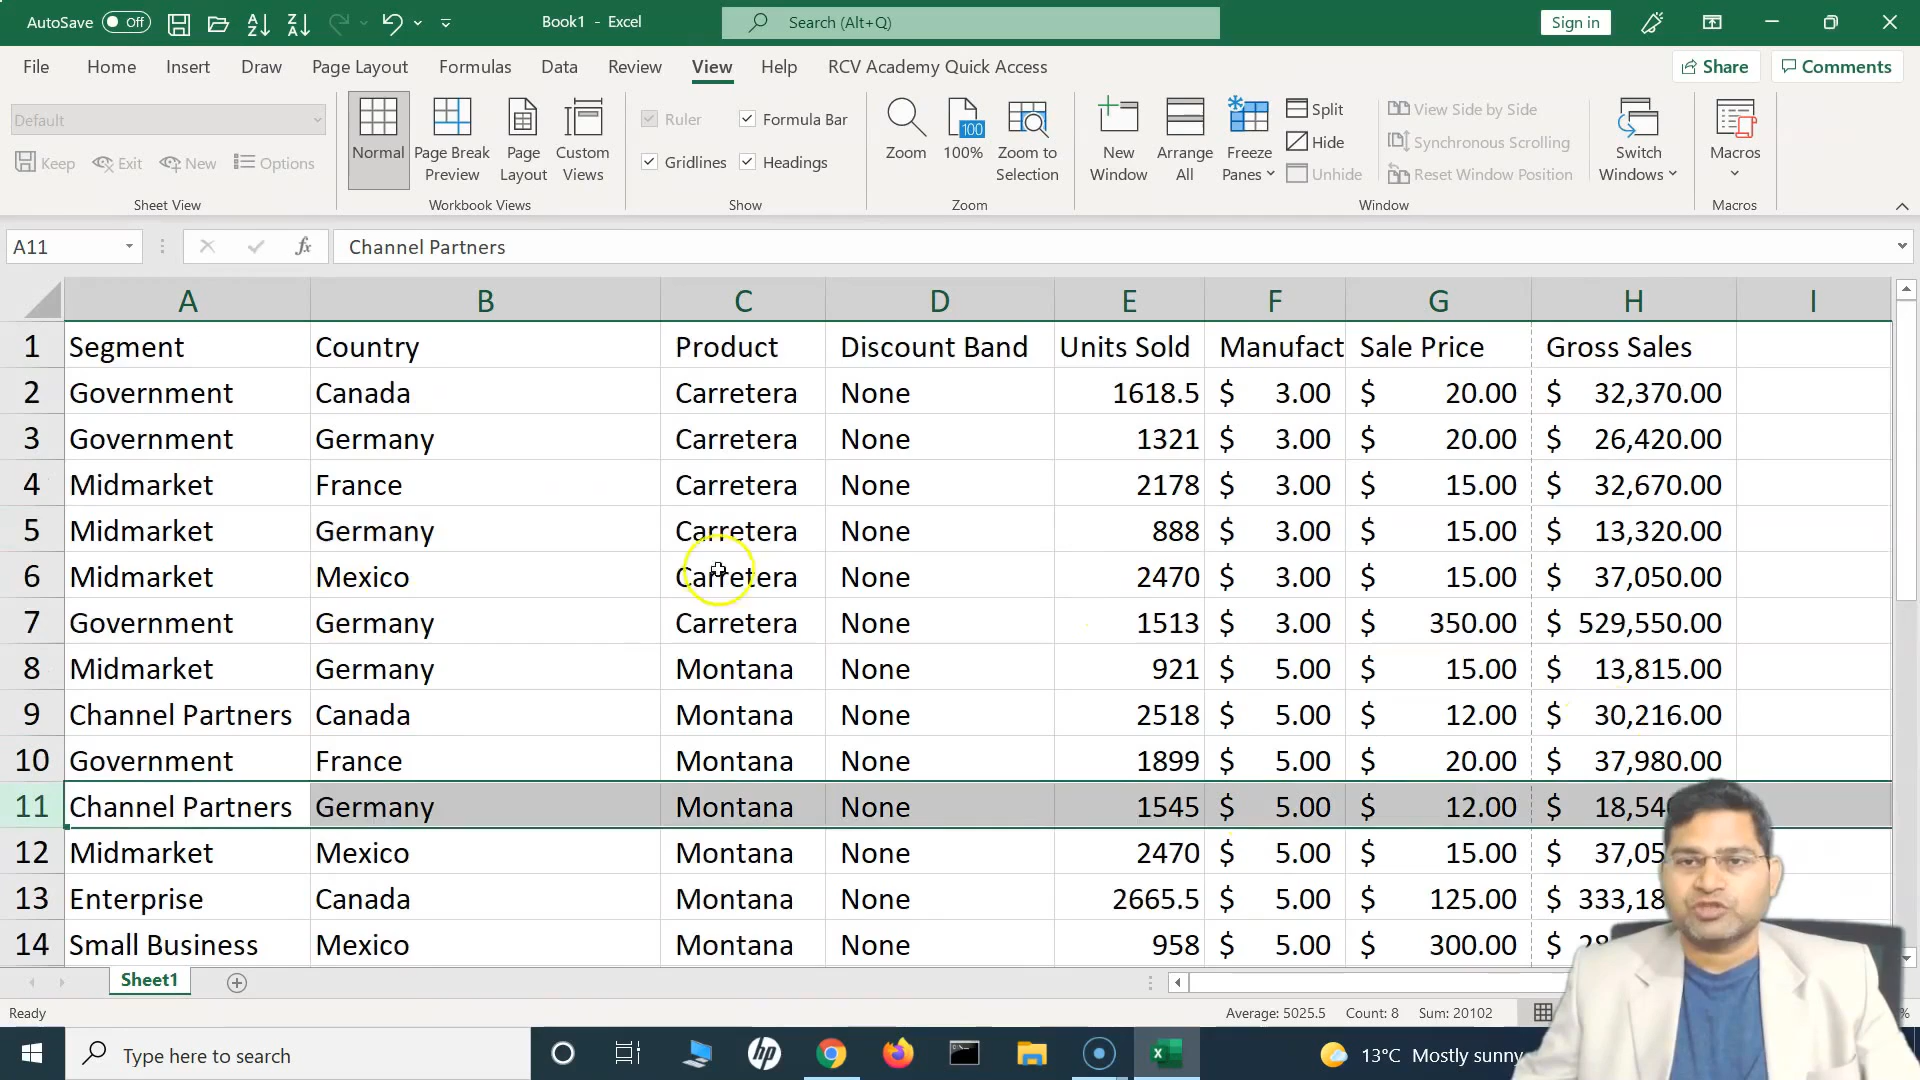 AutoSave Off Book1 - Excel Search (Alt+Q) Sign in
File Home Insert Draw Page Layout Formulas Data Review View Help RCV Academy Quick Access Share Comments
Default
Keep Exit New Options
Sheet View
Normal
Page Break Preview
Page Layout
Custom Views
Workbook Views
Ruler Formula Bar
Gridlines Headings
Show
Zoom
100
100%
Zoom to Selection
Zoom
New Window
Arrange All
Freeze Panes
Split
Hide
Unhide
View Side by Side
Synchronous Scrolling
Reset Window Position
Switch Windows
Window
Macros
Macros
A11 fx Channel Partners
A B C D E F G H I
1 Segment Country Product Discount Band Units Sold Manufact Sale Price Gross Sales
2 Government Canada Carretera None 1618.5 $ 3.00 $ 20.00 $ 32,370.00
3 Government Germany Carretera None 1321 $ 3.00 $ 20.00 $ 26,420.00
4 Midmarket France Carretera None 2178 $ 3.00 $ 15.00 $ 32,670.00
5 Midmarket Germany Carretera None 888 $ 3.00 $ 15.00 $ 13,320.00
6 Midmarket Mexico Carretera None 2470 $ 3.00 $ 15.00 $ 37,050.00
7 Government Germany Carretera None 1513 $ 3.00 $ 350.00 $ 529,550.00
8 Midmarket Germany Montana None 921 $ 5.00 $ 15.00 $ 13,815.00
9 Channel Partners Canada Montana None 2518 $ 5.00 $ 12.00 $ 30,216.00
10 Government France Montana None 1899 $ 5.00 $ 20.00 $ 37,980.00
11 Channel Partners Germany Montana None 1545 $ 5.00 $ 12.00 $ 18,54
12 Midmarket Mexico Montana None 2470 $ 5.00 $ 15.00 $ 37,05
13 Enterprise Canada Montana None 2665.5 $ 5.00 $ 125.00 $ 333,18
14 Small Business Mexico Montana None 958 $ 5.00 $ 300.00 $ 28
Sheet1
Ready Average: 5025.5 Count: 8 Sum: 20102 %
Type here to search hp 13°C Mostly sunny